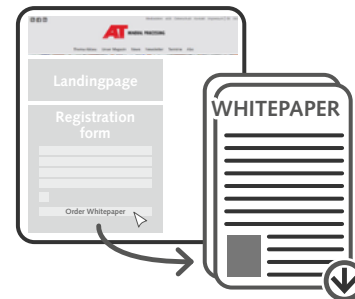 AT MINERAL PROCESSING
Landingpage
Registration
form
Order Whitepaper
WHITEPAPER